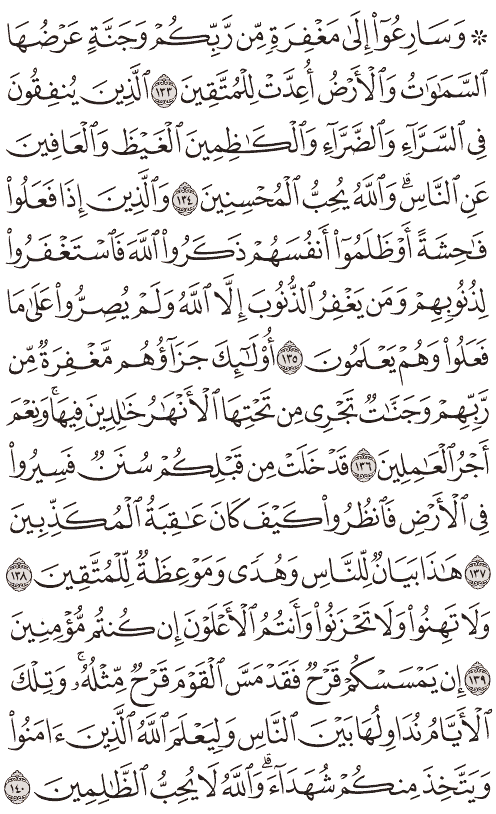 ۞ وَسَارِعُوٓا۟ إِلَىٰ مَغْفِرَةٍ مِّن رَّبِّكُمْ وَجَنَّةٍ عَرْضُهَا
ٱلسَّمَٰوَٰتُ وَٱلْأَرْضُ أُعِدَّتْ لِلْمُتَّقِينَ ١٣٣ ٱلَّذِينَ يُنفِقُونَ
فِى ٱلسَّرَّآءِ وَٱلضَّرَّآءِ وَٱلْكَٰظِمِينَ ٱلْغَيْظَ وَٱلْعَافِينَ
عَنِ ٱلنَّاسِ ۗ وَٱللَّهُ يُحِبُّ ٱلْمُحْسِنِينَ ١٣٤ وَٱلَّذِينَ إِذَا فَعَلُوا۟
فَٰحِشَةً أَوْ ظَلَمُوٓا۟ أَنفُسَهُمْ ذَكَرُوا۟ ٱللَّهَ فَٱسْتَغْفَرُوا۟
لِذُنُوبِهِمْ وَمَن يَغْفِرُ ٱلذُّنُوبَ إِلَّا ٱللَّهُ وَلَمْ يُصِرُّوا۟ عَلَىٰ مَا
فَعَلُوا۟ وَهُمْ يَعْلَمُونَ ١٣٥ أُو۟لَٰٓئِكَ جَزَآؤُهُم مَّغْفِرَةٌ مِّن
رَّبِّهِمْ وَجَنَّٰتٌ تَجْرِى مِن تَحْتِهَا ٱلْأَنْهَٰرُ خَٰلِدِينَ فِيهَا ۚ وَنِعْمَ
أَجْرُ ٱلْعَٰمِلِينَ ١٣٦ قَدْ خَلَتْ مِن قَبْلِكُمْ سُنَنٌ فَسِيرُوا۟
فِى ٱلْأَرْضِ فَٱنظُرُوا۟ كَيْفَ كَانَ عَٰقِبَةُ ٱلْمُكَذِّبِينَ
١٣٧ هَٰذَا بَيَانٌ لِّلنَّاسِ وَهُدًى وَمَوْعِظَةٌ لِّلْمُتَّقِينَ ١٣٨
وَلَا تَهِنُوا۟ وَلَا تَحْزَنُوا۟ وَأَنتُمُ ٱلْأَعْلَوْنَ إِن كُنتُم مُّؤْمِنِينَ
١٣٩ إِن يَمْسَسْكُمْ قَرْحٌ فَقَدْ مَسَّ ٱلْقَوْمَ قَرْحٌ مِّثْلُهُۥ ۚ وَتِلْكَ
ٱلْأَيَّامُ نُدَاوِلُهَا بَيْنَ ٱلنَّاسِ وَلِيَعْلَمَ ٱللَّهُ ٱلَّذِينَ ءَامَنُوا۟
وَيَتَّخِذَ مِنكُمْ شُهَدَآءَ ۗ وَٱللَّهُ لَا يُحِبُّ ٱلظَّٰلِمِينَ ١٤٠